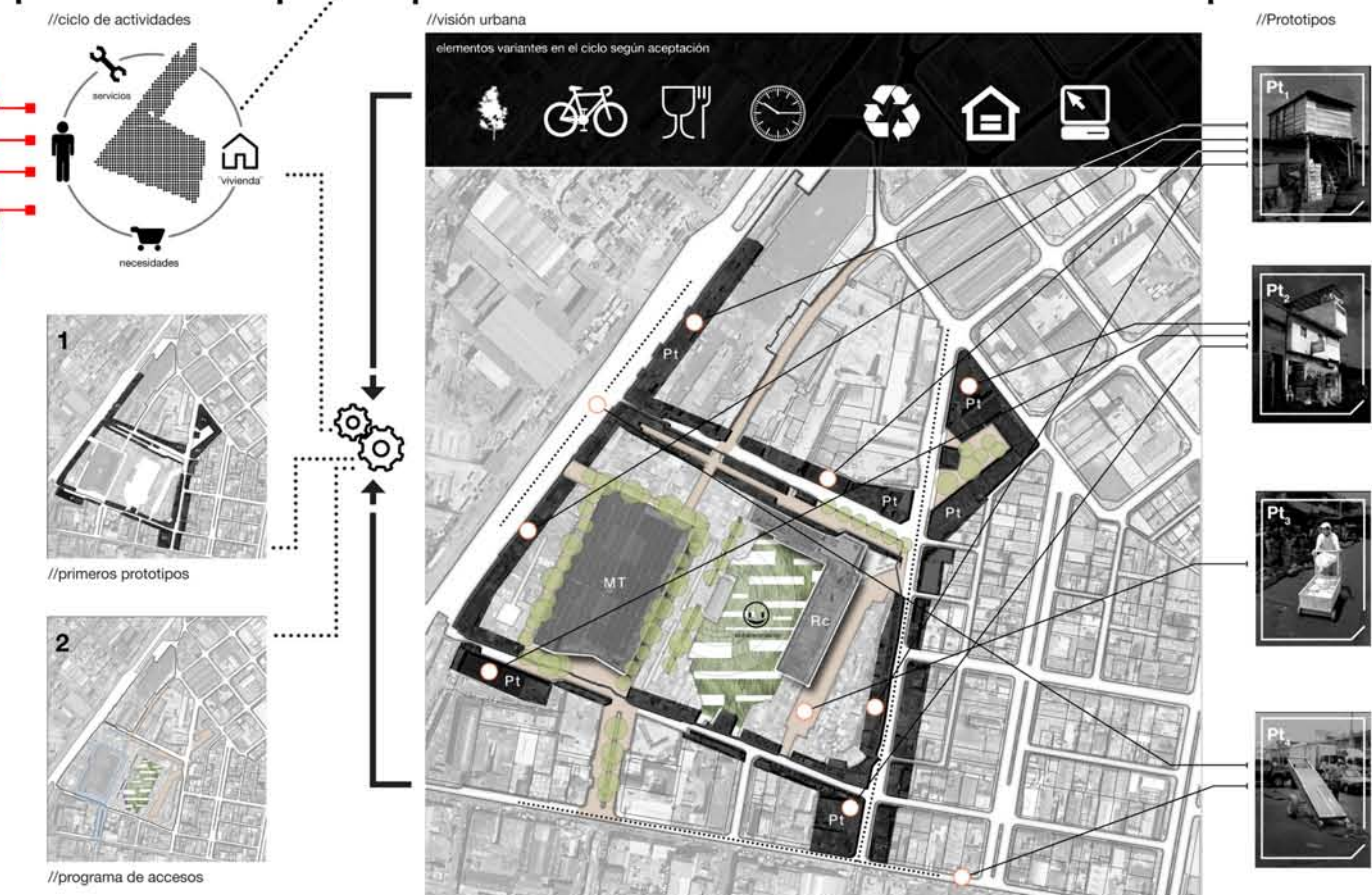 //ciclo de actividades
servicios
"vivienda"
necesidades
1
//primeros prototipos
2
//programa de accesos
//visión urbana
elementos variantes en el ciclo según aceptación
Pt
Pt
Pt
Pt
MT
Rc
Pt
Pt
//Prototipos
Pt1
Pt2
Pt3
Pt